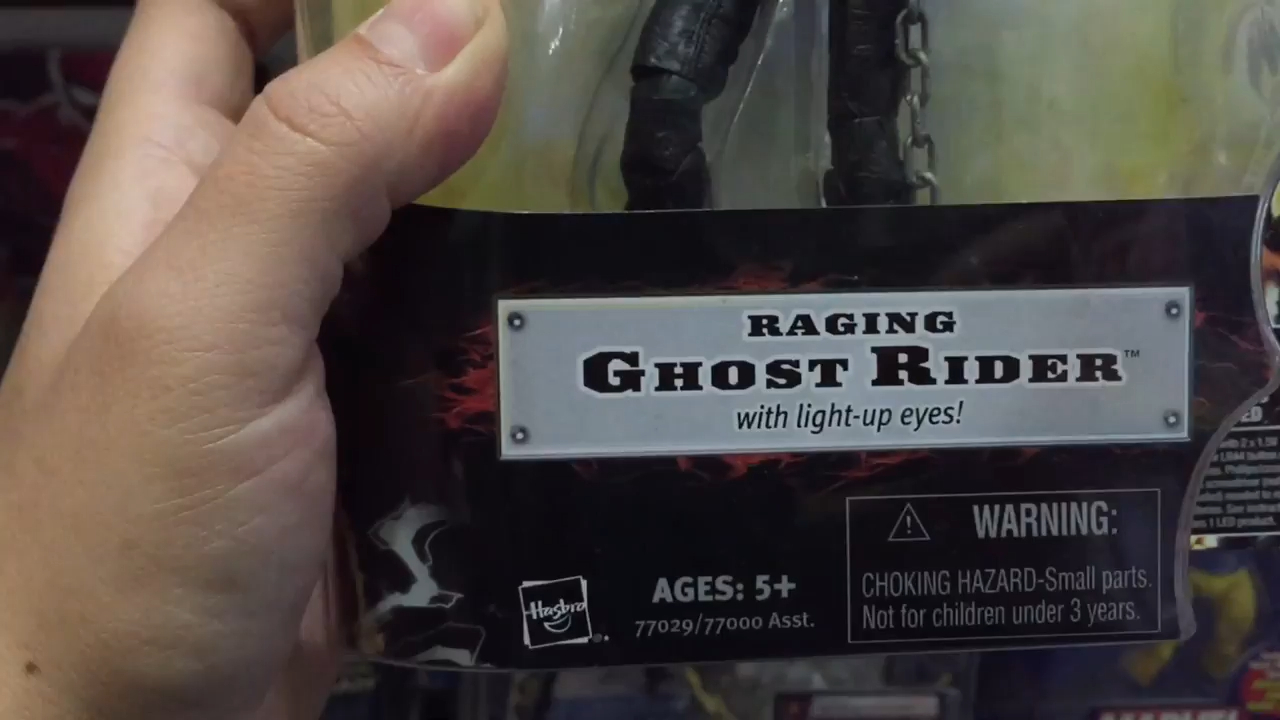 RAGING
GHOST RIDER™
with light-up eyes!
WARNING:
CHOKING HAZARD-Small parts.
Not for children under 3 years.
Hasbro
AGES: 5+
77029/77000 Asst.